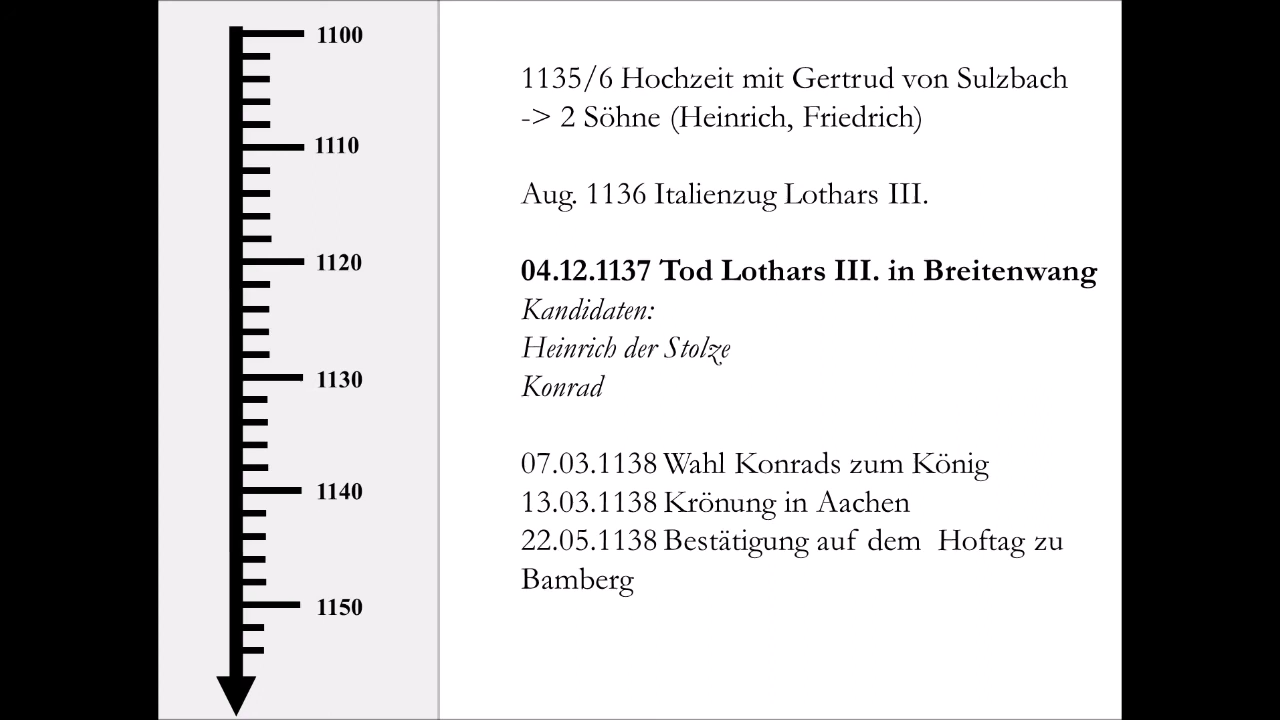 1100
1110
1120
1130
1140
1150
1135/6 Hochzeit mit Gertrud von Sulzbach
-> 2 Söhne (Heinrich, Friedrich)
Aug. 1136 Italienzug Lothars III.
04.12.1137 Tod Lothars III. in Breitenwang
Kandidaten:
Heinrich der Stolze
Konrad
07.03.1138 Wahl Konrads zum König
13.03.1138 Krönung in Aachen
22.05.1138 Bestätigung auf dem Hoftag zu
Bamberg